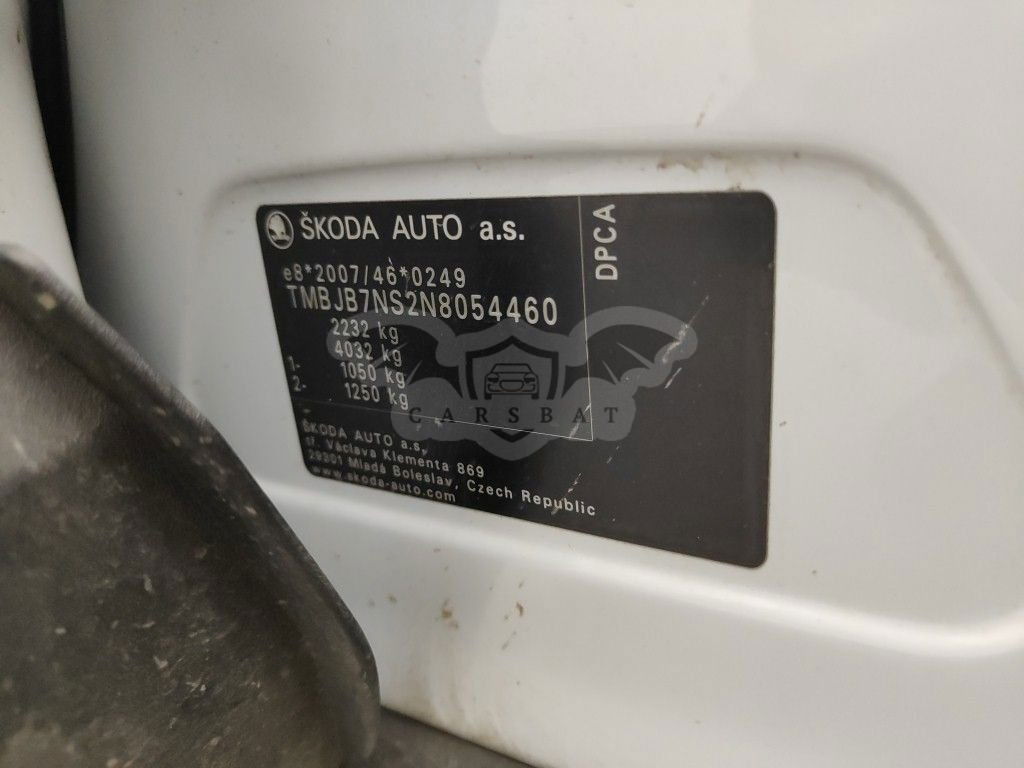 ŠKODA AUTO a.s.
DPCA
e8*2007/46*0249
TMBJB7NS2N8054460
2232 kg
4032 kg
1- 1050 kg
2- 1250 kg
CARSBAT
ŠKODA AUTO a.s,
tř. Václava Klementa 869
29301 Mladá Boleslav, Czech Republic
www.skoda-auto.com